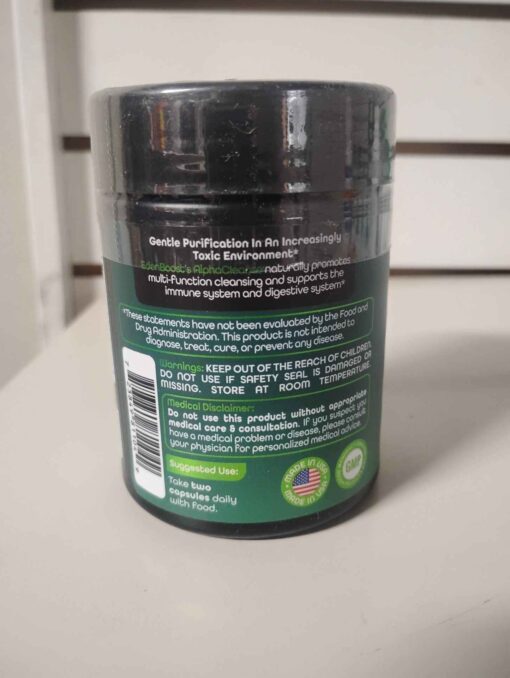 Gentle Purification In An Increasingly
Toxic Environment*
EdenBoost's AlphaCleanse naturally promotes
multi-function cleansing and supports the
immune system and digestive system*
*These statements have not been evaluated by the Food and
Drug Administration. This product is not intended to
diagnose, treat, cure, or prevent any disease.
Warnings: KEEP OUT OF THE REACH OF CHILDREN.
DO NOT USE IF SAFETY SEAL IS DAMAGED OR
MISSING. STORE AT ROOM TEMPERATURE.
Medical Disclaimer:
Do not use this product without appropriate
medical care & consultation. If you suspect you
have a medical problem or disease, please consult
your physician for personalized medical advice.
Suggested Use:
Take two
capsules daily
with food.
MADE IN USA
MADE IN USA
GMP